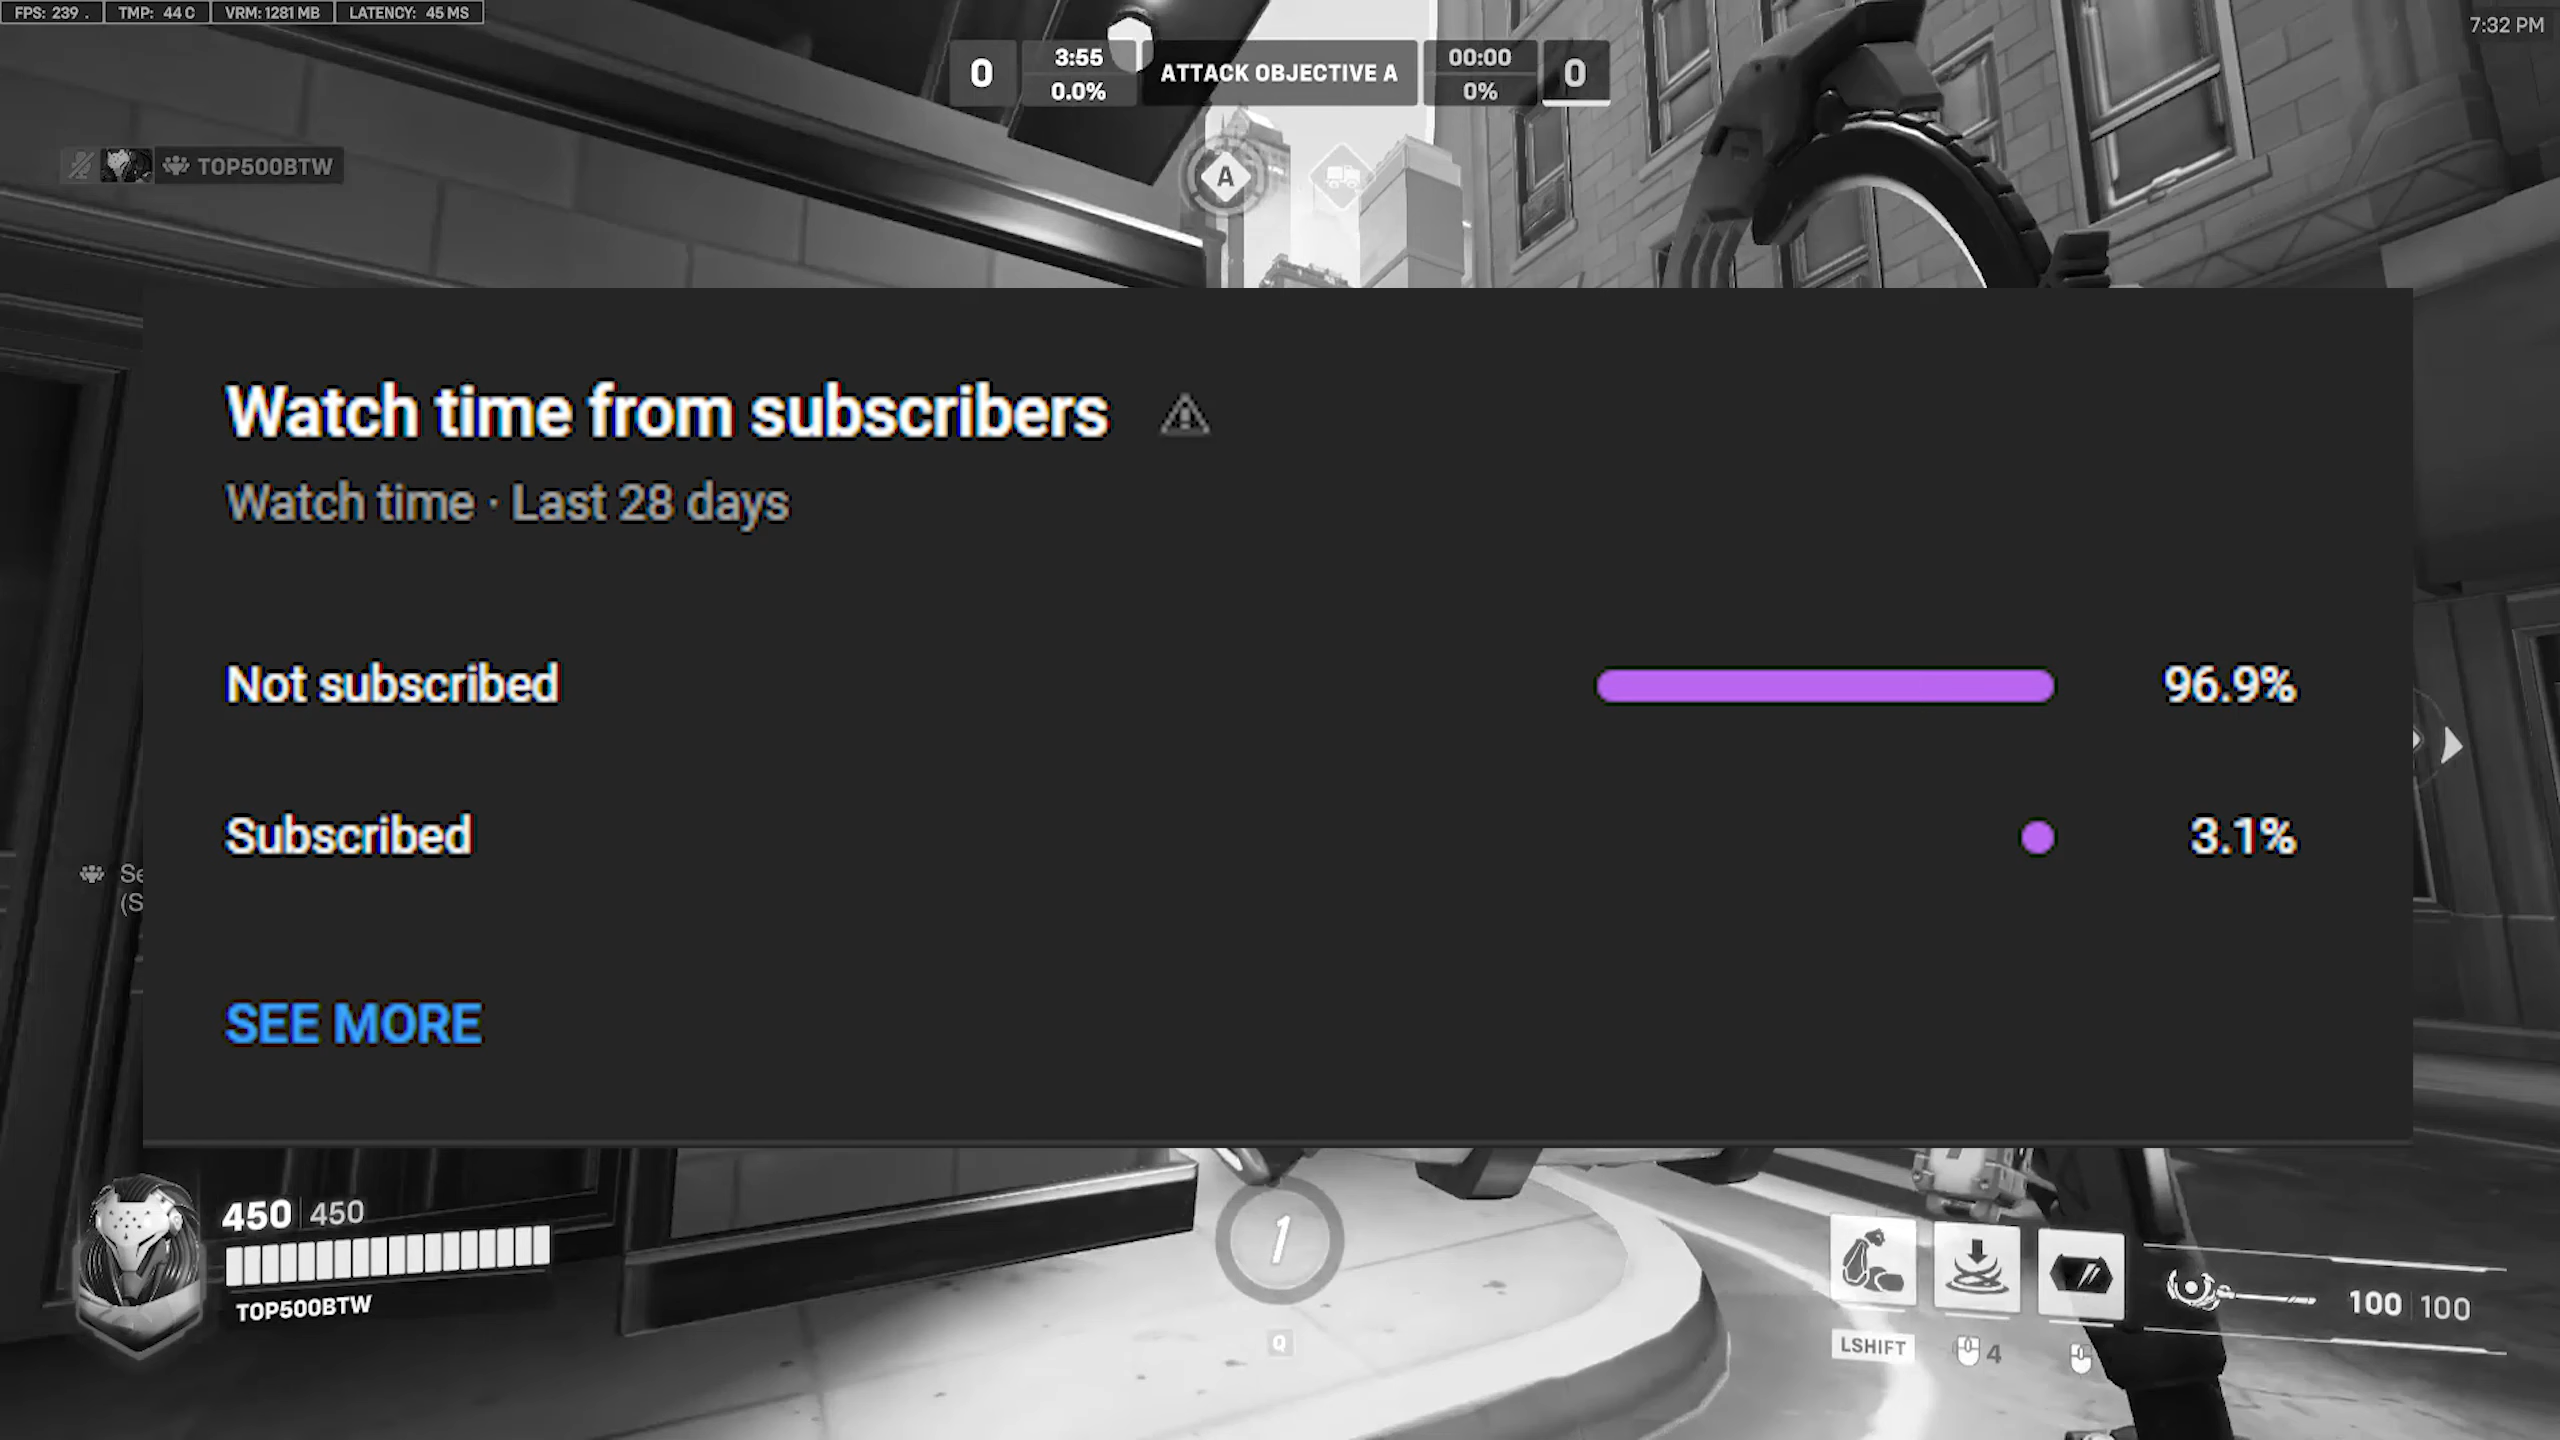 FPS: 239 . TMP: 44 C VRM: 1281 MB LATENCY: 45 MS
7:32 PM
0 3:55 0.0% ATTACK OBJECTIVE A 00:00 0% 0
A
TOP500BTW
Watch time from subscribers
Watch time · Last 28 days
Not subscribed 96.9%
Subscribed 3.1%
Se
(S
SEE MORE
450 | 450
TOP500BTW
1
Q
LSHIFT
4
100 | 100